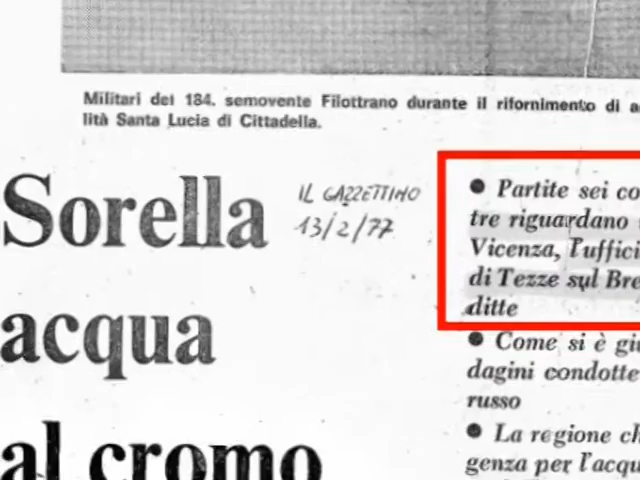 Militari del 184. semovente Filottrano durante il rifornimento di a
lità Santa Lucia di Cittadella.
Sorella
acqua
al cromo
IL GAZZETTINO
13/2/77
● Partite sei co
tre riguardano
Vicenza, l'uffici
di Tezze sul Bre
ditte
● Come si è giu
dagini condotte
russo
● La regione ch
genza per l'acqu